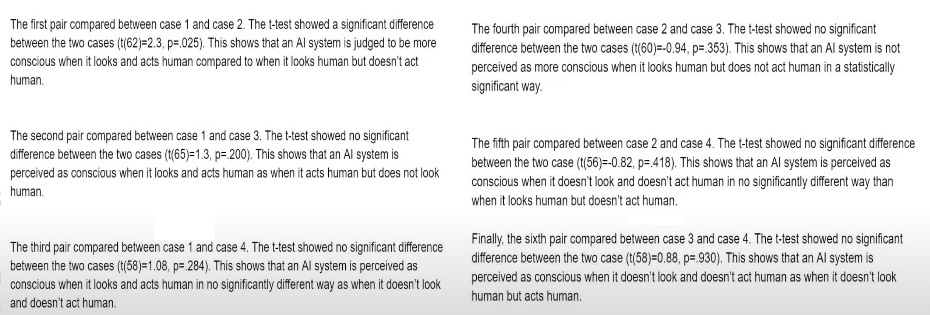 The first pair compared between case 1 and case 2. The t-test showed a significant difference
between the two cases (t(62)=2.3, p=.025). This shows that an AI system is judged to be more
conscious when it looks and acts human compared to when it looks human but doesn't act
human.
The second pair compared between case 1 and case 3. The t-test showed no significant
difference between the two cases (t(65)=1.3, p=.200). This shows that an AI system is
perceived as conscious when it looks and acts human as when it acts human but does not look
human.
The third pair compared between case 1 and case 4. The t-test showed no significant difference
between the two cases (t(58)=1.08, p=.284). This shows that an AI system is perceived as
conscious when it looks and acts human in no significantly different way as when it doesn't look
and doesn't act human.
The fourth pair compared between case 2 and case 3. The t-test showed no significant
difference between the two cases (t(60)=-0.94, p=.353). This shows that an AI system is not
perceived as more conscious when it looks human but does not act human in a statistically
significant way.
The fifth pair compared between case 2 and case 4. The t-test showed no significant difference
between the two case (t(56)=-0.82, p=.418). This shows that an AI system is perceived as
conscious when it doesn't look and doesn't act human in no significantly different way than
when it looks human but doesn't act human.
Finally, the sixth pair compared between case 3 and case 4. The t-test showed no significant
difference between the two case (t(58)=0.88, p=.930). This shows that an AI system is
perceived as conscious when it doesn't look and doesn't act human as when it doesn't look
human but acts human.